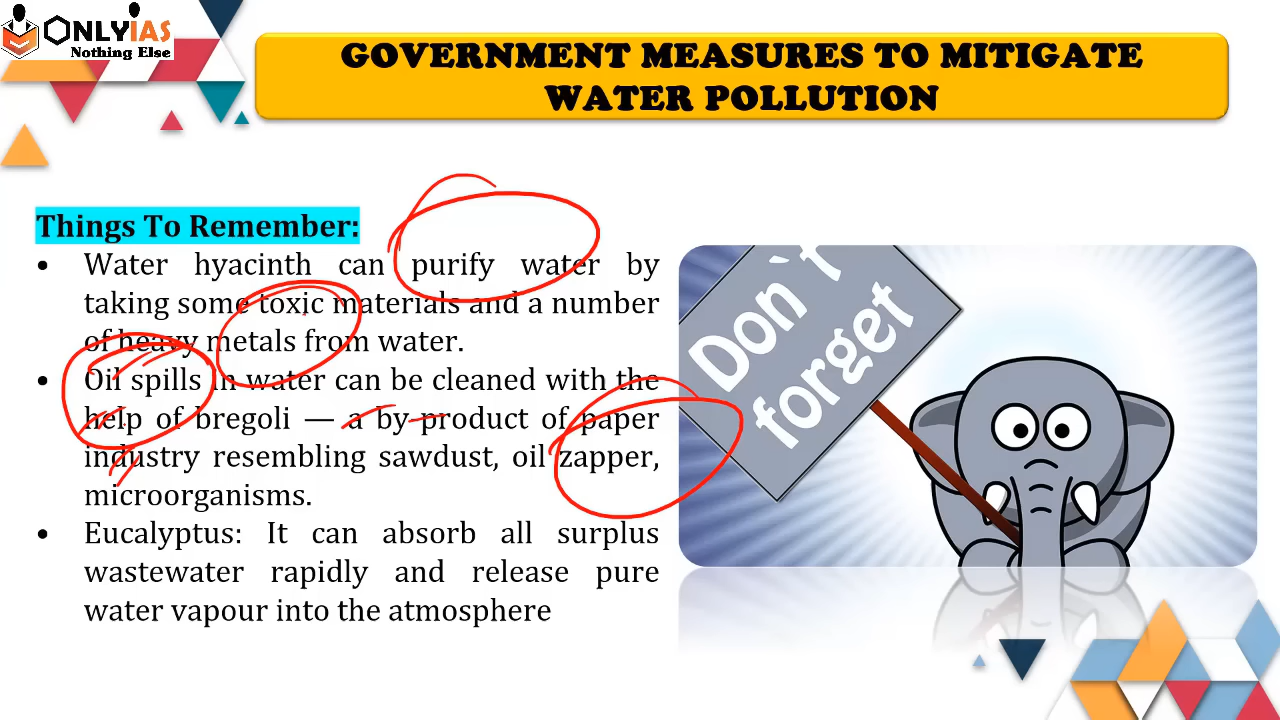 ONLYIAS
Nothing Else
GOVERNMENT MEASURES TO MITIGATE
WATER POLLUTION
Things To Remember:
• Water hyacinth can purify water by
taking some toxic materials and a number
of heavy metals from water.
• Oil spills in water can be cleaned with the
help of bregoli — a by-product of paper
industry resembling sawdust, oil zapper,
microorganisms.
• Eucalyptus: It can absorb all surplus
wastewater rapidly and release pure
water vapour into the atmosphere
Don`t
forget